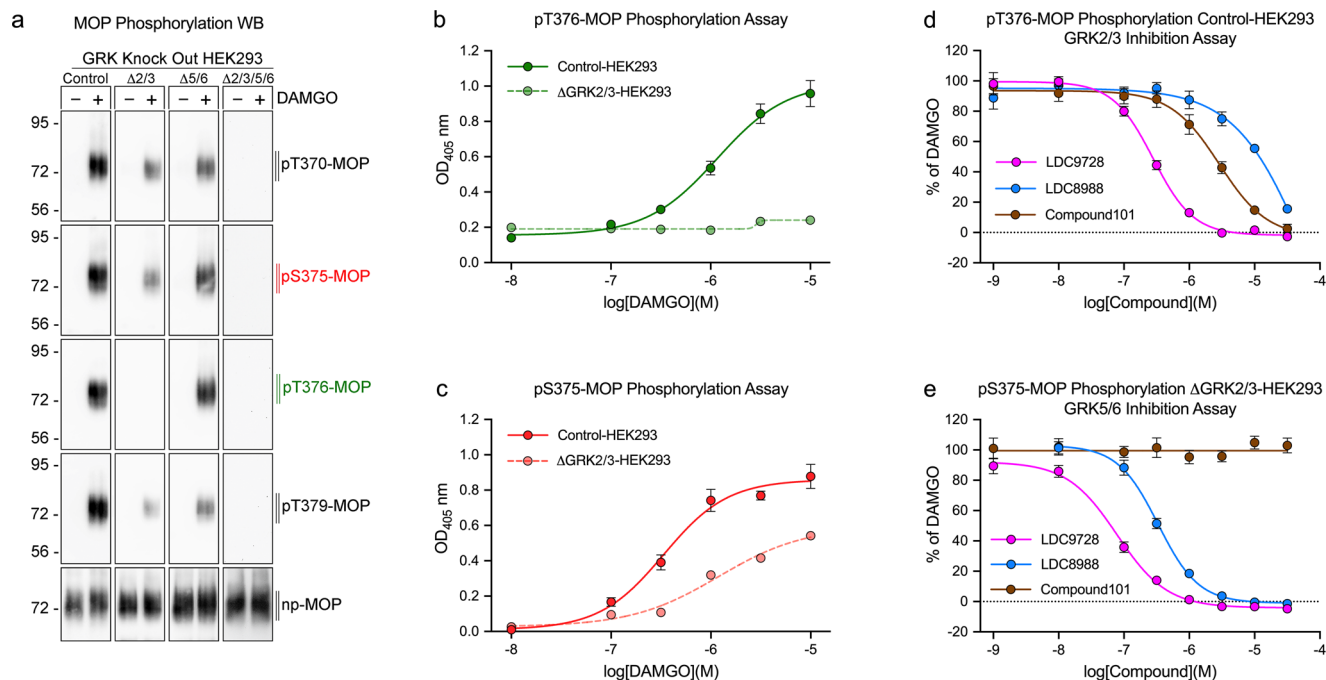 a
MOP Phosphorylation WB
GRK Knock Out HEK293
Control Δ2/3 Δ5/6 Δ2/3/5/6
− + − + − + − + DAMGO
95 -
72 -
56 -
pT370-MOP
95 -
72 -
56 -
pS375-MOP
95 -
72 -
56 -
pT376-MOP
95 -
72 -
56 -
pT379-MOP
72 -
np-MOP
b
pT376-MOP Phosphorylation Assay
1.2
1.0
0.8
0.6
0.4
0.2
0.0
OD405 nm
Control-HEK293
ΔGRK2/3-HEK293
-8 -7 -6 -5
log[DAMGO](M)
c
pS375-MOP Phosphorylation Assay
1.2
1.0
0.8
0.6
0.4
0.2
0.0
OD405 nm
Control-HEK293
ΔGRK2/3-HEK293
-8 -7 -6 -5
log[DAMGO](M)
d
pT376-MOP Phosphorylation Control-HEK293
GRK2/3 Inhibition Assay
120
100
80
60
40
20
0
-20
% of DAMGO
LDC9728
LDC8988
Compound101
-9 -8 -7 -6 -5 -4
log[Compound](M)
e
pS375-MOP Phosphorylation ΔGRK2/3-HEK293
GRK5/6 Inhibition Assay
120
100
80
60
40
20
0
-20
% of DAMGO
LDC9728
LDC8988
Compound101
-9 -8 -7 -6 -5 -4
log[Compound](M)